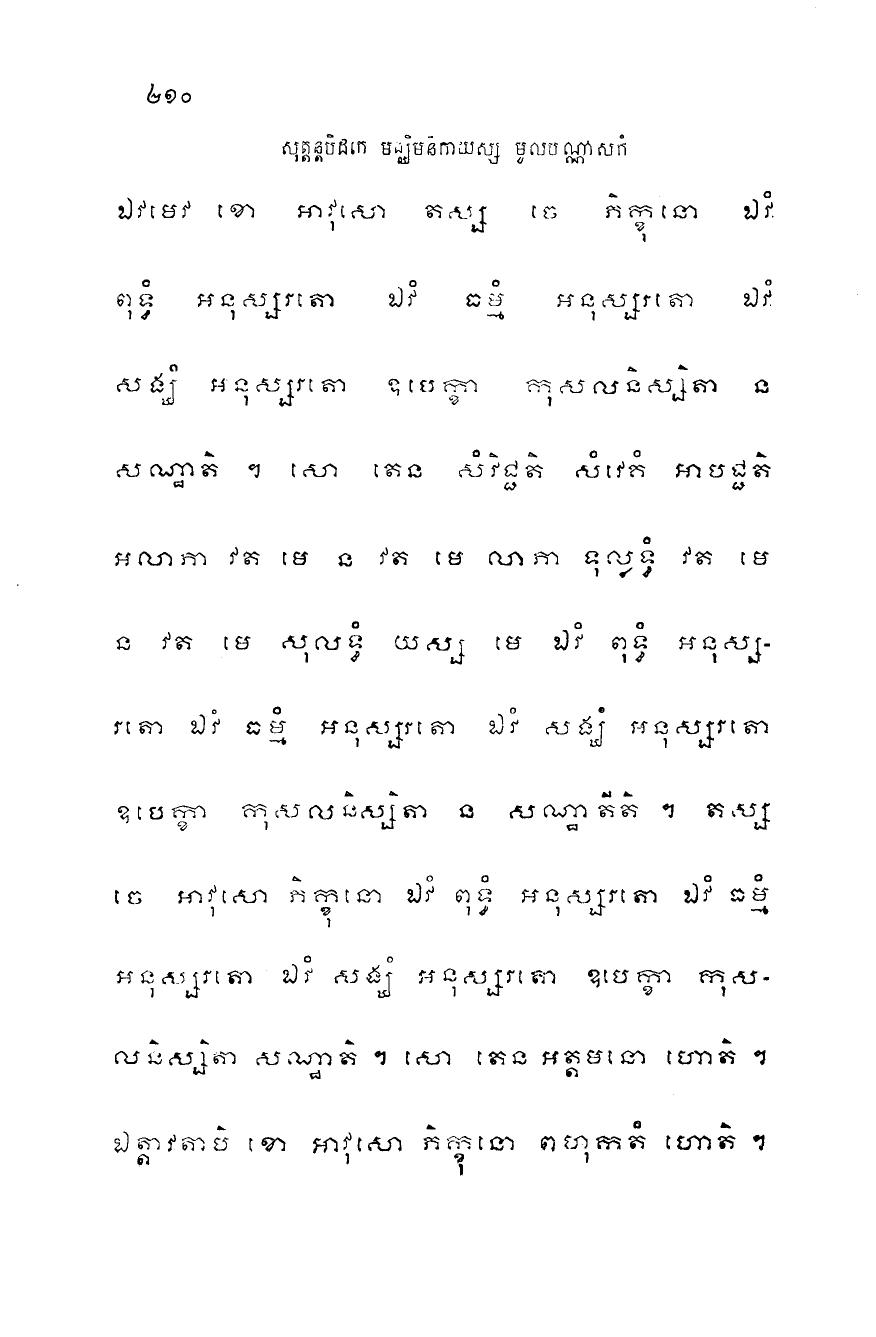 ២១០
សុត្តន្តបិដកេ មជ្ឈិមនិកាយស្ស មូលបណ្ណាសកំ
ឯវមេវ ខោ អាវុសោ តស្ស ចេ ភិក្ខុនោ ឯវំ
ពុទ្ធំ អនុស្សរតោ ឯវំ ធម្មំ អនុស្សរតោ ឯវំ
សង្ឃំ អនុស្សរតោ ឧបេក្ខា កុសលនិស្សិតា ន
សណ្ឋាតិ ។ សោ តេន សំវិជ្ជតិ សំវេគំ អាបជ្ជតិ
អលាភា វត មេ ន វត មេ លាភា ទុល្លទ្ធំ វត មេ
ន វត មេ សុលទ្ធំ យស្ស មេ ឯវំ ពុទ្ធំ អនុស្ស-
រតោ ឯវំ ធម្មំ អនុស្សរតោ ឯវំ សង្ឃំ អនុស្សរតោ
ឧបេក្ខា កុសលនិស្សិតា ន សណ្ឋាតីតិ ។ តស្ស
ចេ អាវុសោ ភិក្ខុនោ ឯវំ ពុទ្ធំ អនុស្សរតោ ឯវំ ធម្មំ
អនុស្សរតោ ឯវំ សង្ឃំ អនុស្សរតោ ឧបេក្ខា កុស-
លនិស្សិតា សណ្ឋាតិ ។ សោ តេន អត្តមនោ ហោតិ ។
ឯត្តាវតាបិ ខោ អាវុសោ ភិក្ខុនោ ពហុកតំ ហោតិ ។